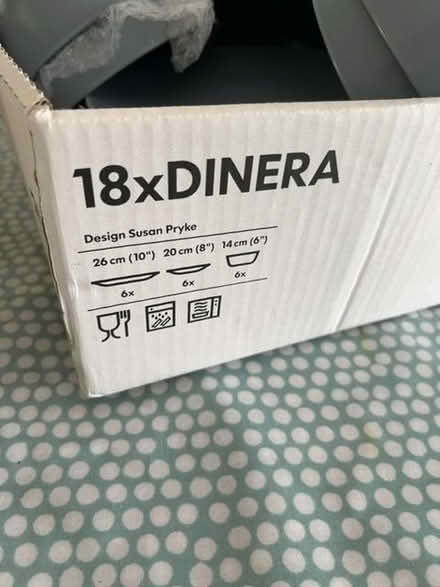 18xDINERA
Design Susan Pryke
26 cm (10") 20 cm (8") 14 cm (6")
6x 6x 6x